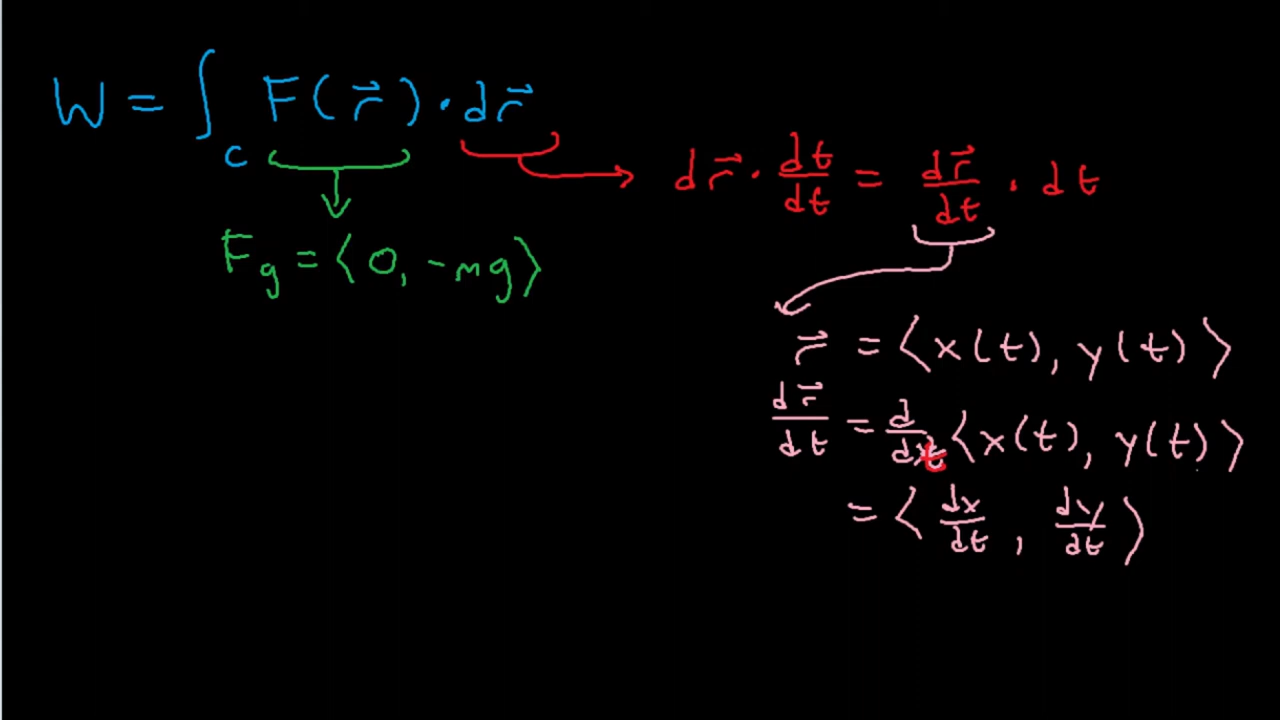 W = ∫_C F(r⃗) · dr⃗
dr⃗ · dt/dt = dr⃗/dt · dt
F_g = ⟨0, -mg⟩
r⃗ = ⟨x(t), y(t)⟩
dr⃗/dt = d/dt ⟨x(t), y(t)⟩
= ⟨dx/dt, dy/dt⟩